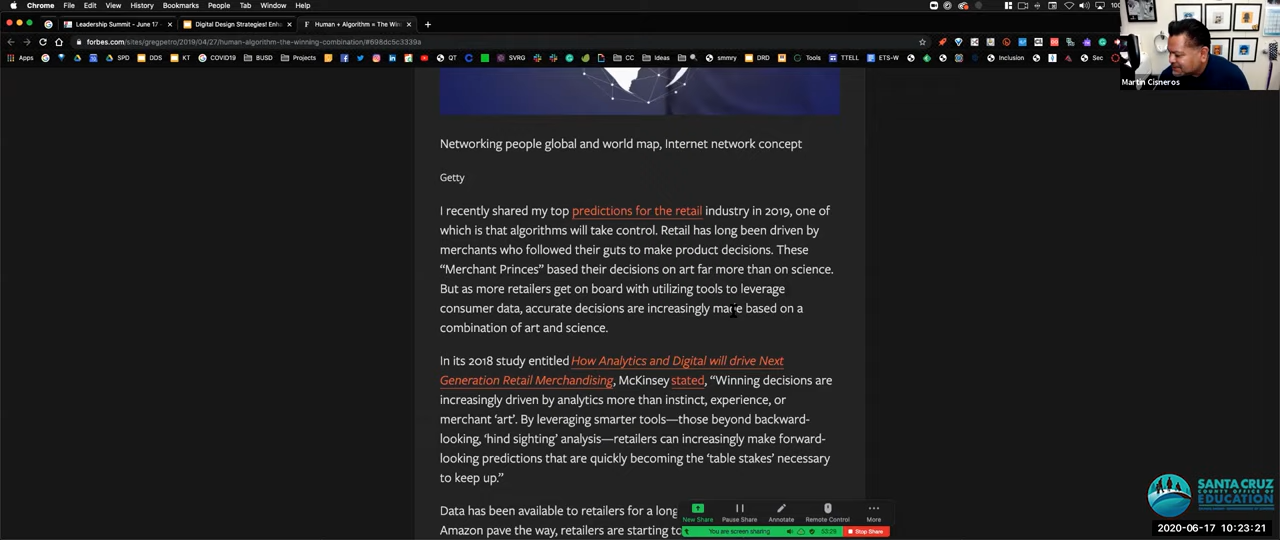 Chrome File Edit View History Bookmarks People Tab Window Help
Leadership Summit - June 17 -
Digital Design Strategies! Enha
Human + Algorithm = The Win
forbes.com/sites/gregpetro/2019/04/27/human-algorithm-the-winning-combination/#698dc5c3339a
Apps SPD DDS KT COVID19 BUSD Projects QT SVRG CC Ideas smmry DRD Tools TTELL ETS-W Inclusion Sec
Martin Cisneros
Networking people global and world map, Internet network concept
Getty
I recently shared my top predictions for the retail industry in 2019, one of
which is that algorithms will take control. Retail has long been driven by
merchants who followed their guts to make product decisions. These
“Merchant Princes” based their decisions on art far more than on science.
But as more retailers get on board with utilizing tools to leverage
consumer data, accurate decisions are increasingly made based on a
combination of art and science.
In its 2018 study entitled How Analytics and Digital will drive Next
Generation Retail Merchandising, McKinsey stated, “Winning decisions are
increasingly driven by analytics more than instinct, experience, or
merchant ‘art’. By leveraging smarter tools—those beyond backward-
looking, ‘hind sighting’ analysis—retailers can increasingly make forward-
looking predictions that are quickly becoming the ‘table stakes’ necessary
to keep up.”
Data has been available to retailers for a long
Amazon pave the way, retailers are starting to
New Share Pause Share Annotate Remote Control More
You are screen sharing 53:29 Stop Share
SANTA CRUZ
COUNTY OFFICE OF
EDUCATION
2020-06-17 10:23:21